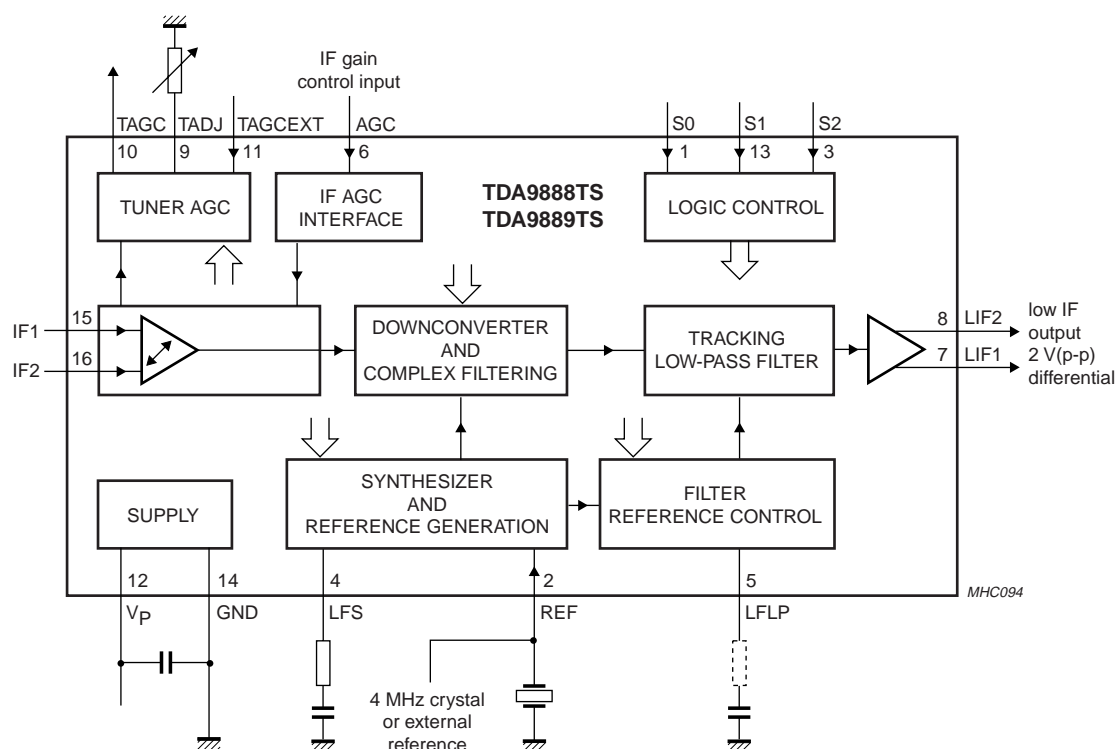 IF gain
control input
TAGC TADJ TAGCEXT AGC S0 S1 S2
10 9 11 6 1 13 3
TUNER AGC
IF AGC
INTERFACE
TDA9888TS
TDA9889TS
LOGIC CONTROL
15
IF1
16
IF2
DOWNCONVERTER
AND
COMPLEX FILTERING
TRACKING
LOW-PASS FILTER
8 LIF2
7 LIF1
low IF
output
2 V(p-p)
differential
SUPPLY
SYNTHESIZER
AND
REFERENCE GENERATION
FILTER
REFERENCE CONTROL
12 14 4 2 5
VP GND LFS REF LFLP
MHC094
4 MHz crystal
or external
reference